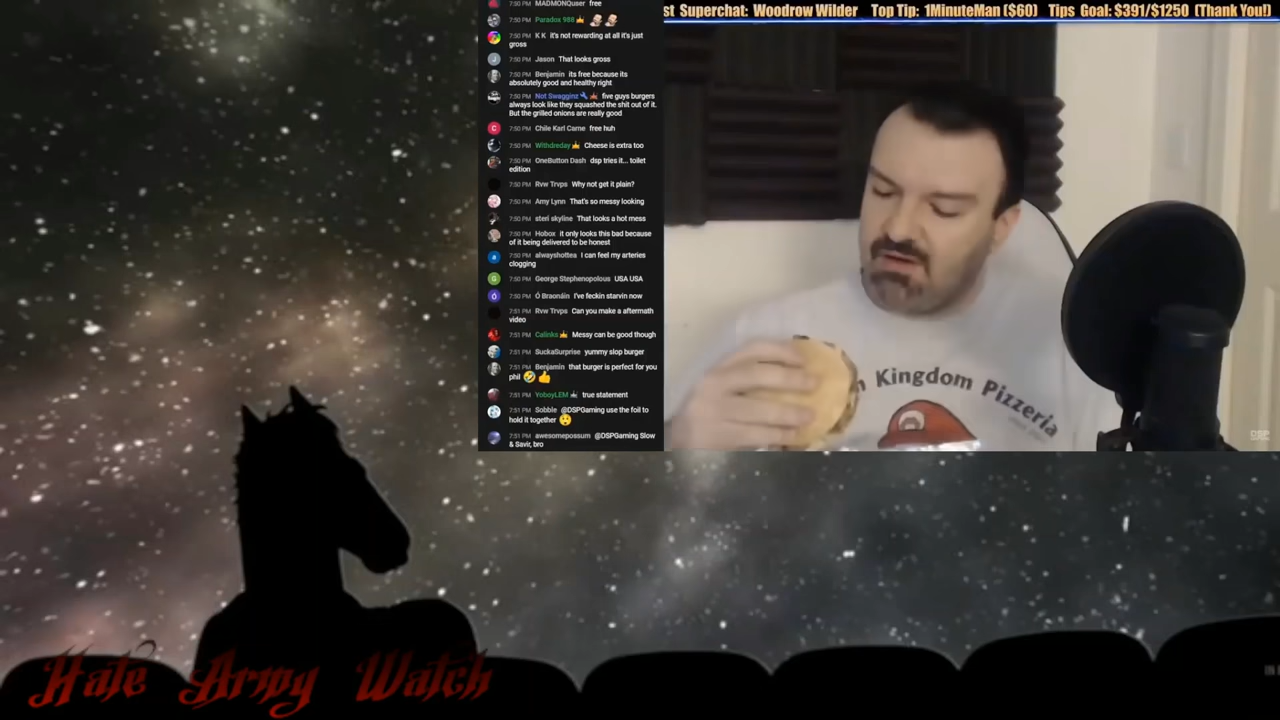 st Superchat: Woodrow Wilder Top Tip: 1MinuteMan ($60) Tips Goal: $391/$1250 (Thank You!)
7:50 PM MADMONQuser free
7:50 PM Paradox 988
7:50 PM K K it's not rewarding at all it's just
gross
7:50 PM Jason That looks gross
7:50 PM Benjamin its free because its
absolutely good and healthy right
7:50 PM Not Swagginz five guys burgers
always look like they squashed the shit out of it.
But the grilled onions are really good
7:50 PM Chile Karl Carne free huh
7:50 PM Withdreday Cheese is extra too
7:50 PM OneButton Dash dsp tries it... toilet
edition
7:50 PM Rvw Trvps Why not get it plain?
7:50 PM Amy Lynn That's so messy looking
7:50 PM steri skyline That looks a hot mess
7:50 PM Hobox it only looks this bad because
of it being delivered to be honest
7:50 PM alwayshottea I can feel my arteries
clogging
7:50 PM George Stephenopolous USA USA
7:50 PM Ó Braonáin I've feckin starvin now
7:51 PM Rvw Trvps Can you make a aftermath
video
7:51 PM Calinks Messy can be good though
7:51 PM SuckaSurprise yummy slop burger
7:51 PM Benjamin that burger is perfect for you
phil 🤣👍
7:51 PM YoboyLEM true statement
7:51 PM Sobble @DSPGaming use the foil to
hold it together 😲
7:51 PM awesomepossum @DSPGaming Slow
& Savir, bro
Kingdom Pizzeria
DSP
Hate Army Watch